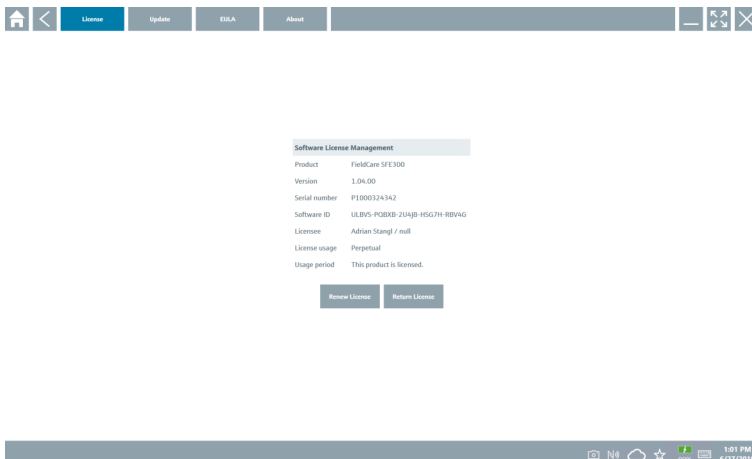 License Update EULA About
Software License Management
Product FieldCare SFE300
Version 1.04.00
Serial number P1000324342
Software ID ULBV5-PQBXB-2U4J8-HSG7H-RBV4G
Licensee Adrian Stangl / null
License usage Perpetual
Usage period This product is licensed.
Renew License Return License
1:01 PM